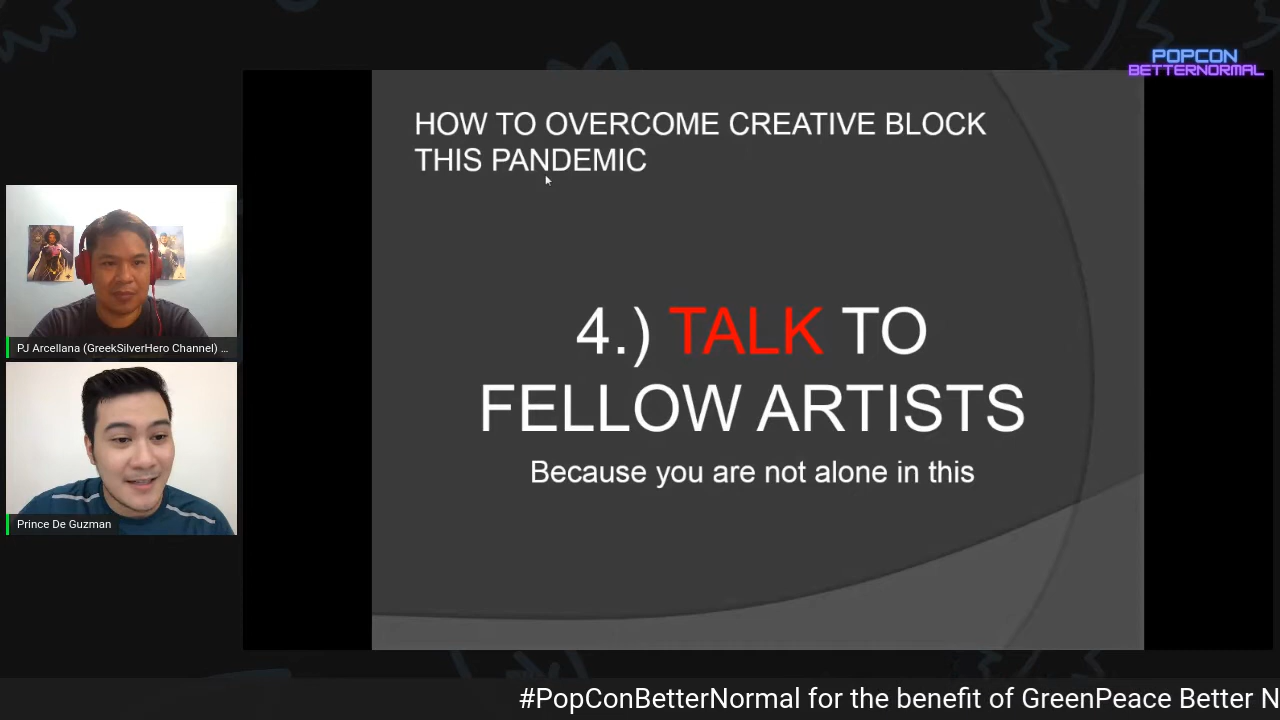 POPCON
BETTERNORMAL
HOW TO OVERCOME CREATIVE BLOCK
THIS PANDEMIC
4.) TALK TO
FELLOW ARTISTS
Because you are not alone in this
PJ Arcellana (GreekSilverHero Channel) ...
Prince De Guzman
#PopConBetterNormal for the benefit of GreenPeace Better N